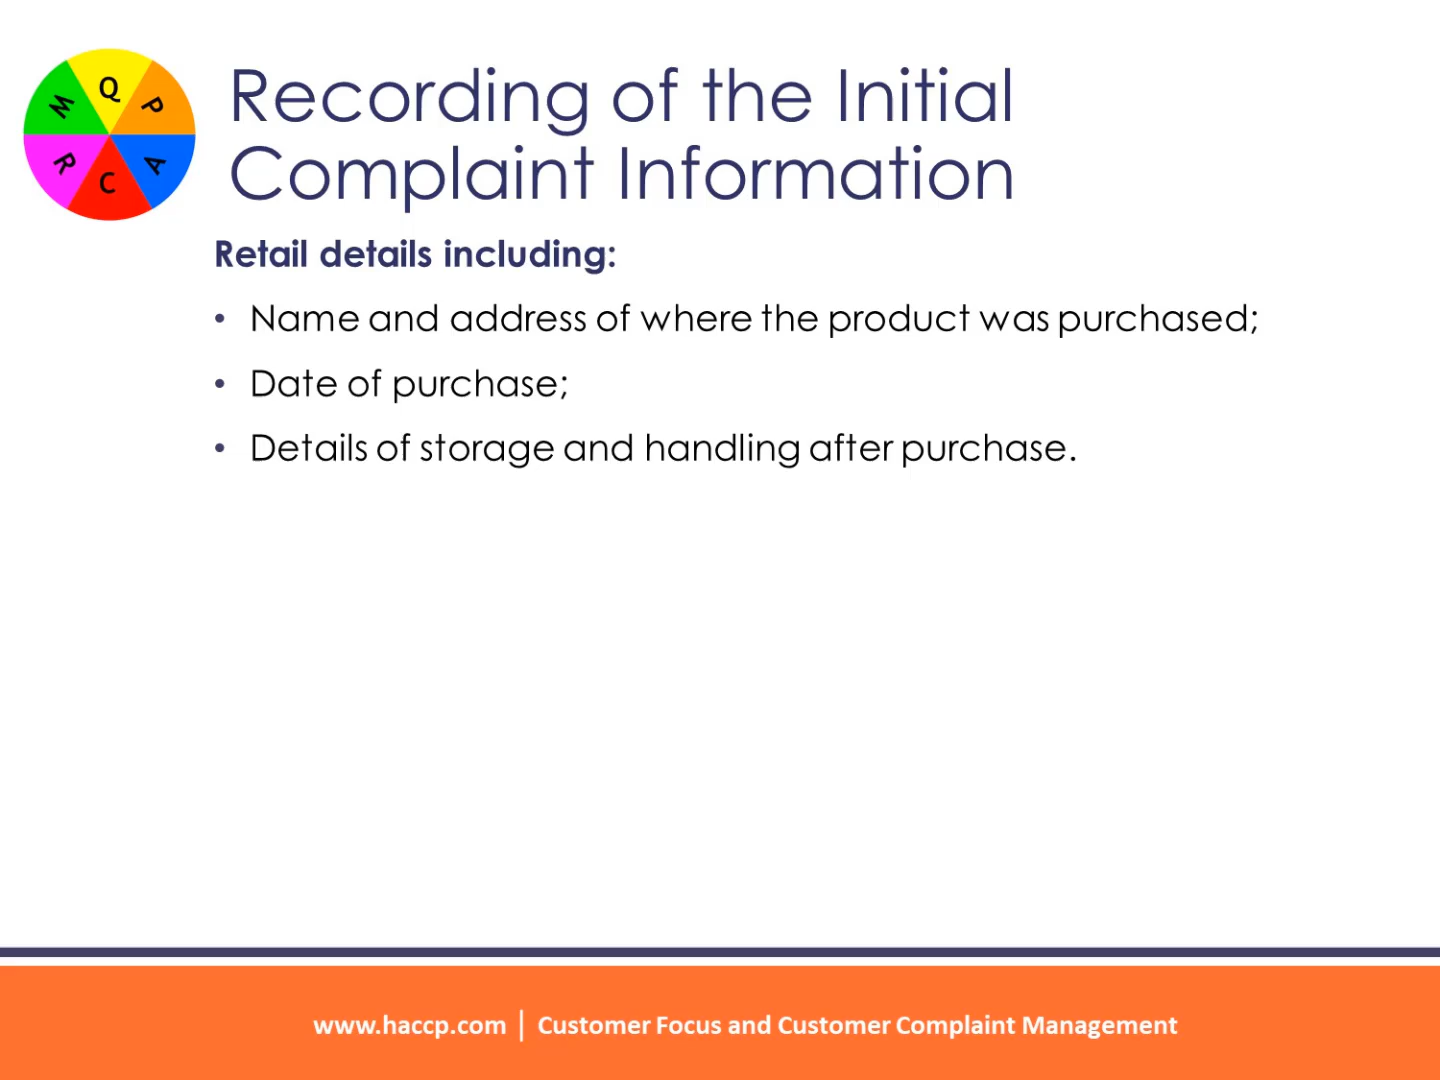 Q
P
A
C
R
M
Recording of the Initial
Complaint Information
Retail details including:
• Name and address of where the product was purchased;
• Date of purchase;
• Details of storage and handling after purchase.
www.haccp.com | Customer Focus and Customer Complaint Management